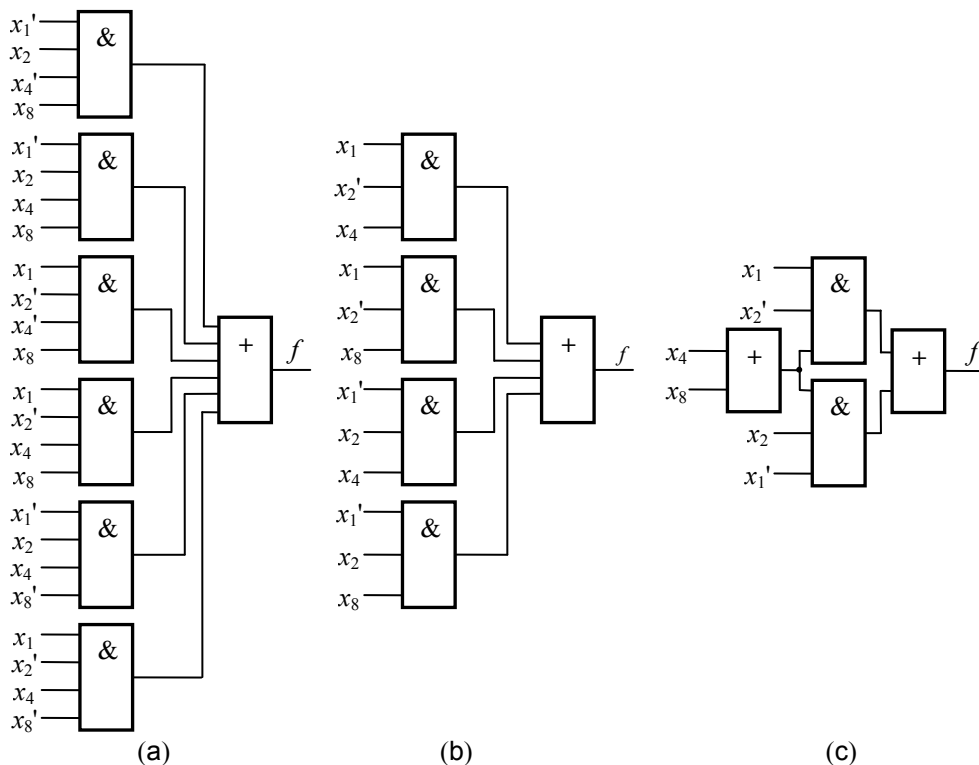 x₁'
x₂
x₄'
x₈
&
x₁'
x₂
x₄
x₈
&
x₁
x₂'
x₄'
x₈
&
x₁
x₂'
x₄
x₈
&
x₁'
x₂
x₄
x₈'
&
x₁
x₂'
x₄
x₈'
&
+
f
(a)
x₁
x₂'
x₄
&
x₁
x₂'
x₈
&
x₁'
x₂
x₄
&
x₁'
x₂
x₈
&
+
f
(b)
x₄
x₈
+
x₁
x₂'
&
x₂
x₁'
&
+
f
(c)